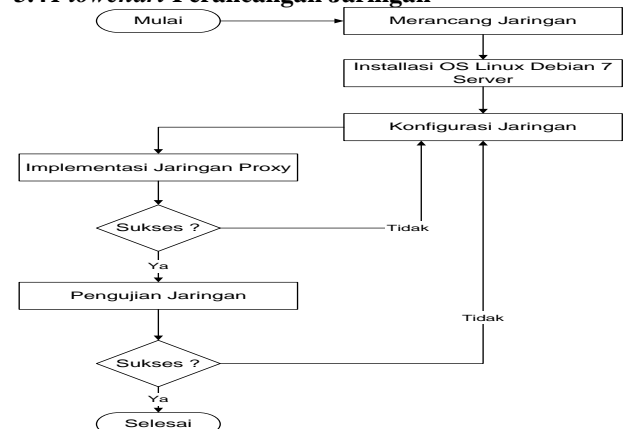 Perancangan Jaringan
Mulai
Merancang Jaringan
Installasi OS Linux Debian 7
Server
Konfigurasi Jaringan
Implementasi Jaringan Proxy
Sukses ?
Tidak
Ya
Pengujian Jaringan
Tidak
Sukses ?
Ya
Selesai